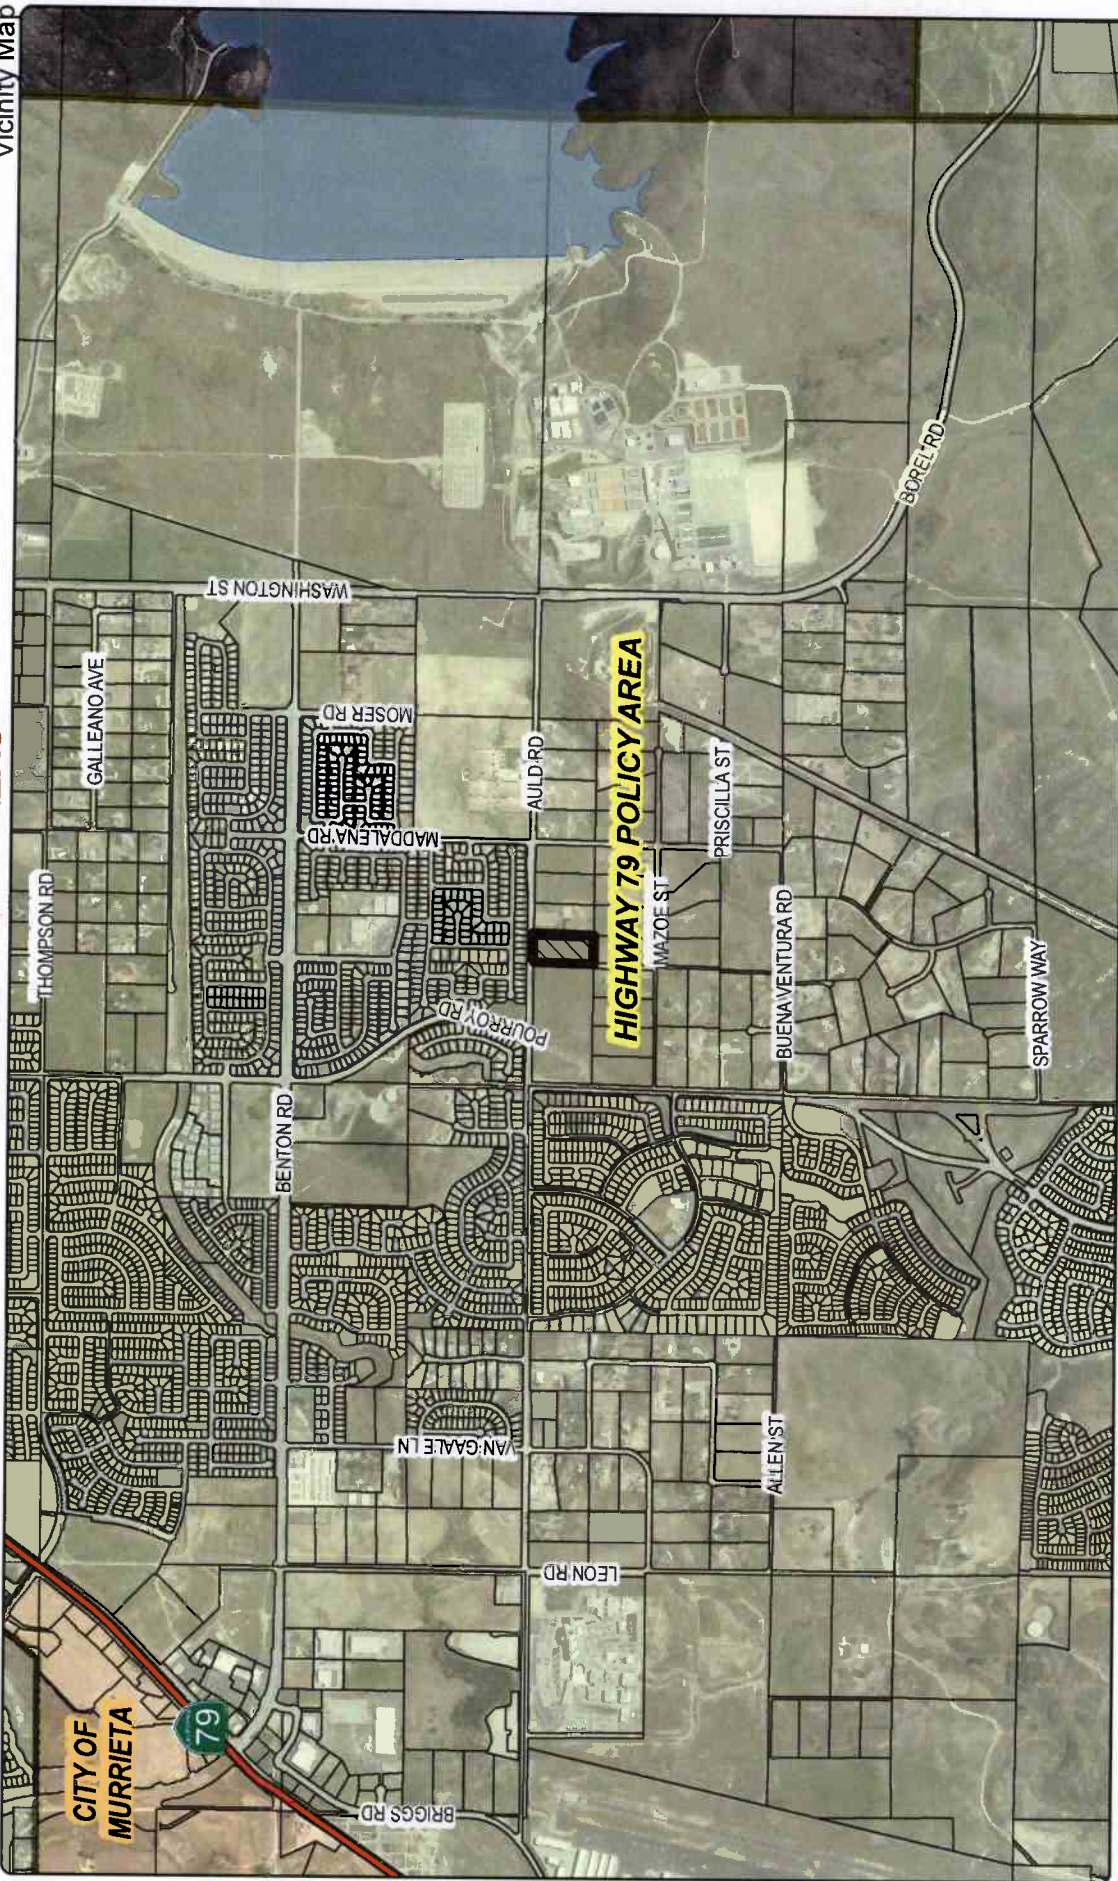 Vicinity Map
THOMPSON RD
GALLEANO AVE
WASHINGTON ST
BENTON RD
MOSER RD
MADDALENA RD
POURROY RD
AULD RD
VAN GAALE LN
LEON RD
BRIGGS RD
CITY OF
MURRIETA
79
HIGHWAY 79 POLICY AREA
MAZOE ST
PRISCILLA ST
BUENA VENTURA RD
ALLEN ST
BOREL RD
SPARROW WAY